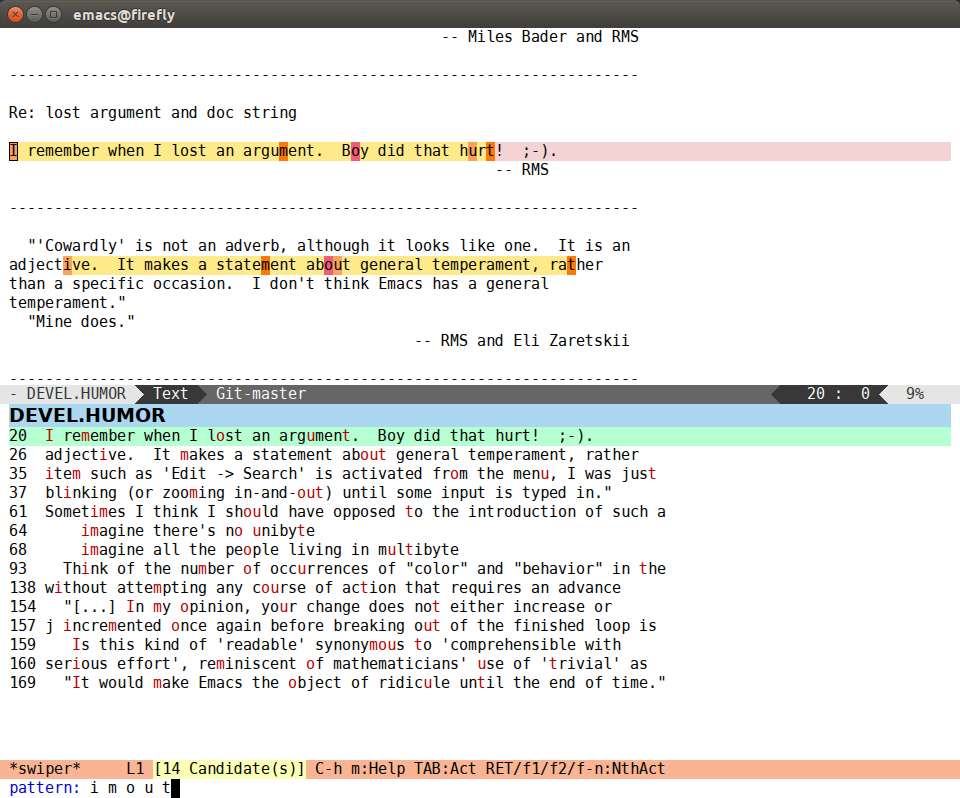 emacs@firefly
-- Miles Bader and RMS
----------------------------------------------------------------------
Re: lost argument and doc string
I remember when I lost an argument.  Boy did that hurt!  ;-).
-- RMS
----------------------------------------------------------------------
"'Cowardly' is not an adverb, although it looks like one.  It is an
adjective.  It makes a statement about general temperament, rather
than a specific occasion.  I don't think Emacs has a general
temperament."
"Mine does."
-- RMS and Eli Zaretskii
----------------------------------------------------------------------
- DEVEL.HUMOR Text Git-master 20 : 0 9%
DEVEL.HUMOR
20  I remember when I lost an argument.  Boy did that hurt!  ;-).
26  adjective.  It makes a statement about general temperament, rather
35  item such as 'Edit -> Search' is activated from the menu, I was just
37  blinking (or zooming in-and-out) until some input is typed in."
61  Sometimes I think I should have opposed to the introduction of such a
64      imagine there's no unibyte
68      imagine all the people living in multibyte
93    Think of the number of occurrences of "color" and "behavior" in the
138 without attempting any course of action that requires an advance
154   "[...] In my opinion, your change does not either increase or
157 j incremented once again before breaking out of the finished loop is
159    Is this kind of 'readable' synonymous to 'comprehensible with
160 serious effort', reminiscent of mathematicians' use of 'trivial' as
169   "It would make Emacs the object of ridicule until the end of time."
*swiper*     L1 [14 Candidate(s)] C-h m:Help TAB:Act RET/f1/f2/f-n:NthAct
pattern: i m o u t